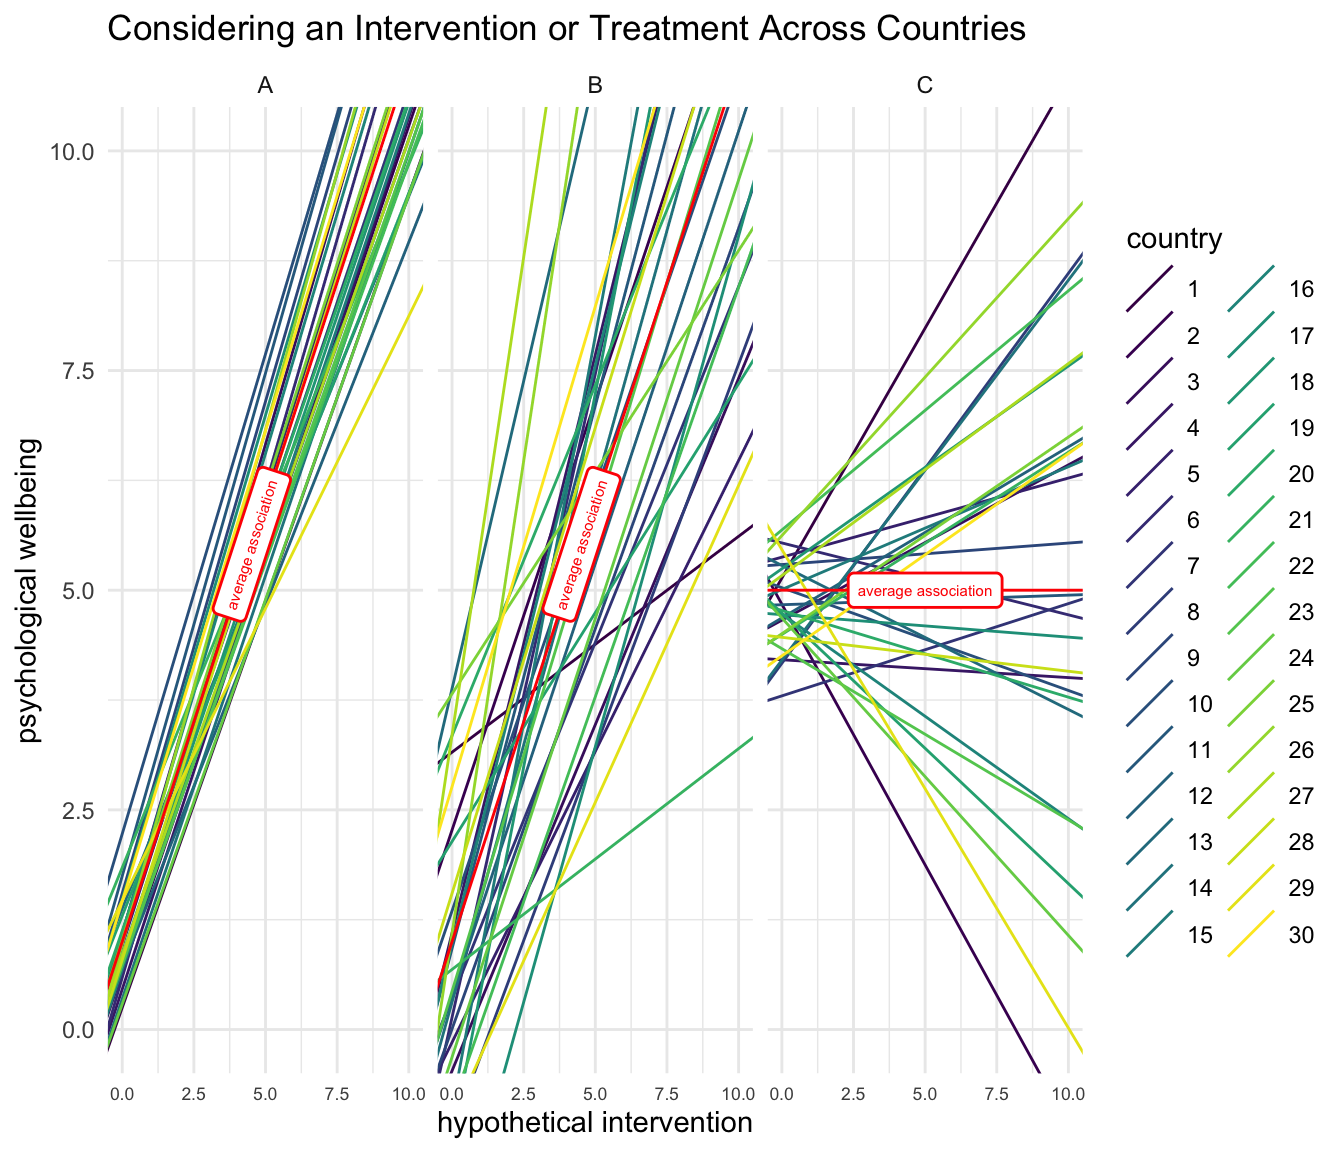 Considering an Intervention or Treatment Across Countries
A B C
10.0
7.5
5.0
2.5
0.0
psychological wellbeing
average association
average association
average association
0.0 2.5 5.0 7.5 10.0 0.0 2.5 5.0 7.5 10.0 0.0 2.5 5.0 7.5 10.0
hypothetical intervention
country
1 16
2 17
3 18
4 19
5 20
6 21
7 22
8 23
9 24
10 25
11 26
12 27
13 28
14 29
15 30